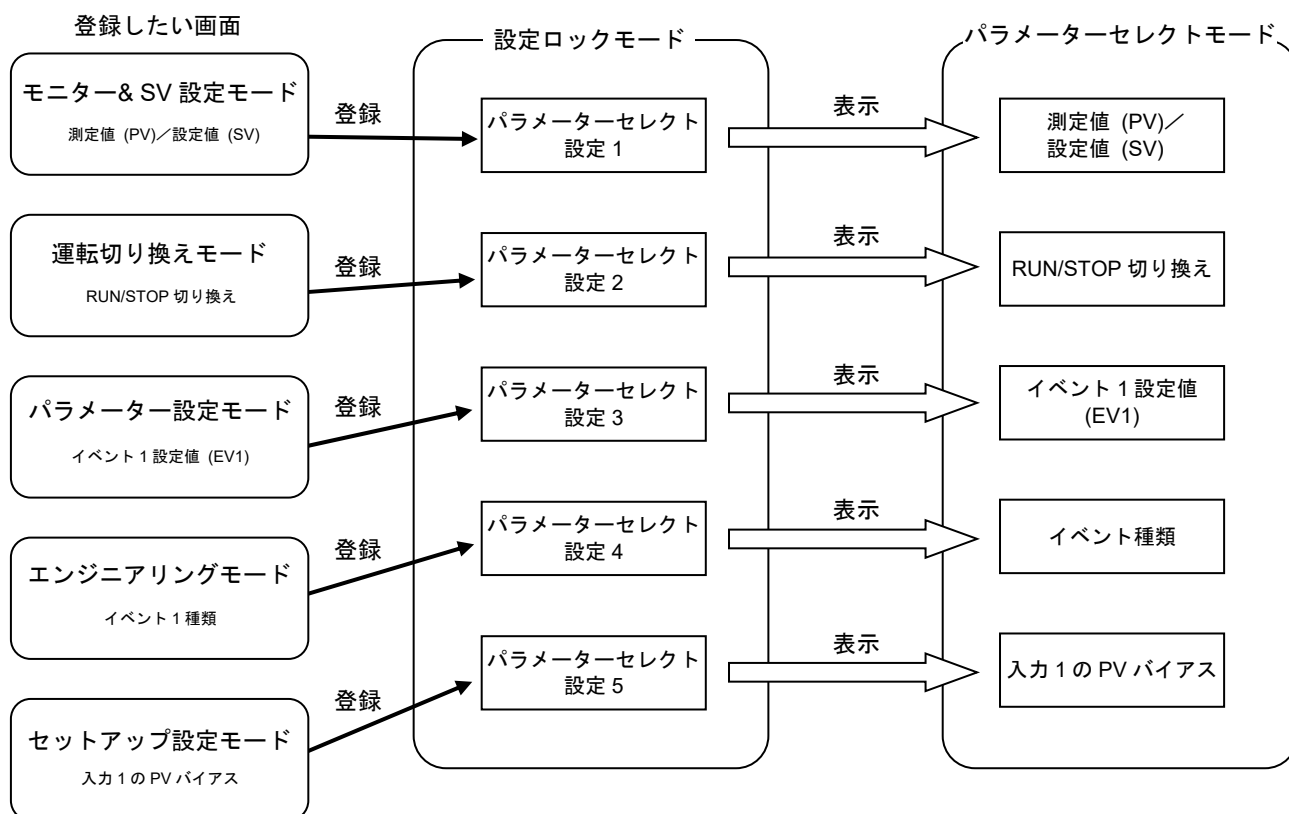 登録したい画面
設定ロックモード
パラメーターセレクトモード
モニター& SV 設定モード
測定値 (PV)／設定値 (SV)
登録
パラメーターセレクト
設定 1
表示
測定値 (PV)／
設定値 (SV)
運転切り換えモード
RUN/STOP 切り換え
登録
パラメーターセレクト
設定 2
表示
RUN/STOP 切り換え
パラメーター設定モード
イベント 1 設定値 (EV1)
登録
パラメーターセレクト
設定 3
表示
イベント 1 設定値
(EV1)
エンジニアリングモード
イベント 1 種類
登録
パラメーターセレクト
設定 4
表示
イベント種類
セットアップ設定モード
入力 1 の PV バイアス
登録
パラメーターセレクト
設定 5
表示
入力 1 の PV バイアス